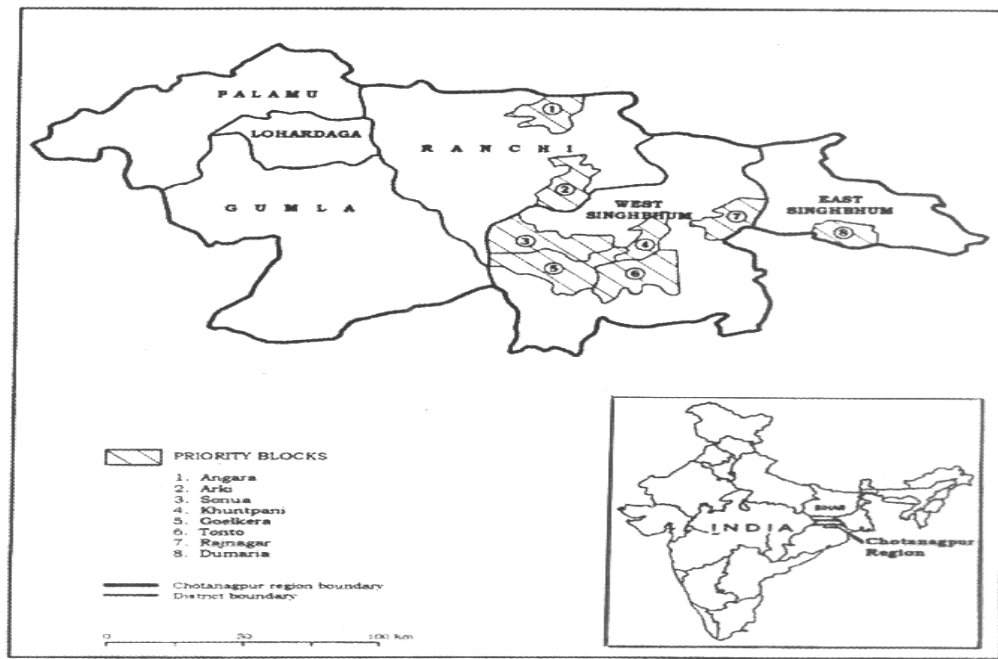 PALAMU
LOHARDAGA
RANCHI
GUMLA
WEST
SINGHBHUM
EAST
SINGHBHUM
1
2
3
4
5
6
7
8
PRIORITY BLOCKS
1. Angara
2. Arki
3. Sonua
4. Khuntpani
5. Goelkera
6. Tonto
7. Rajnagar
8. Dumaria
Chotanagpur region boundary
District boundary
0 50 100 km
BIHAR
INDIA
Chotanagpur
Region